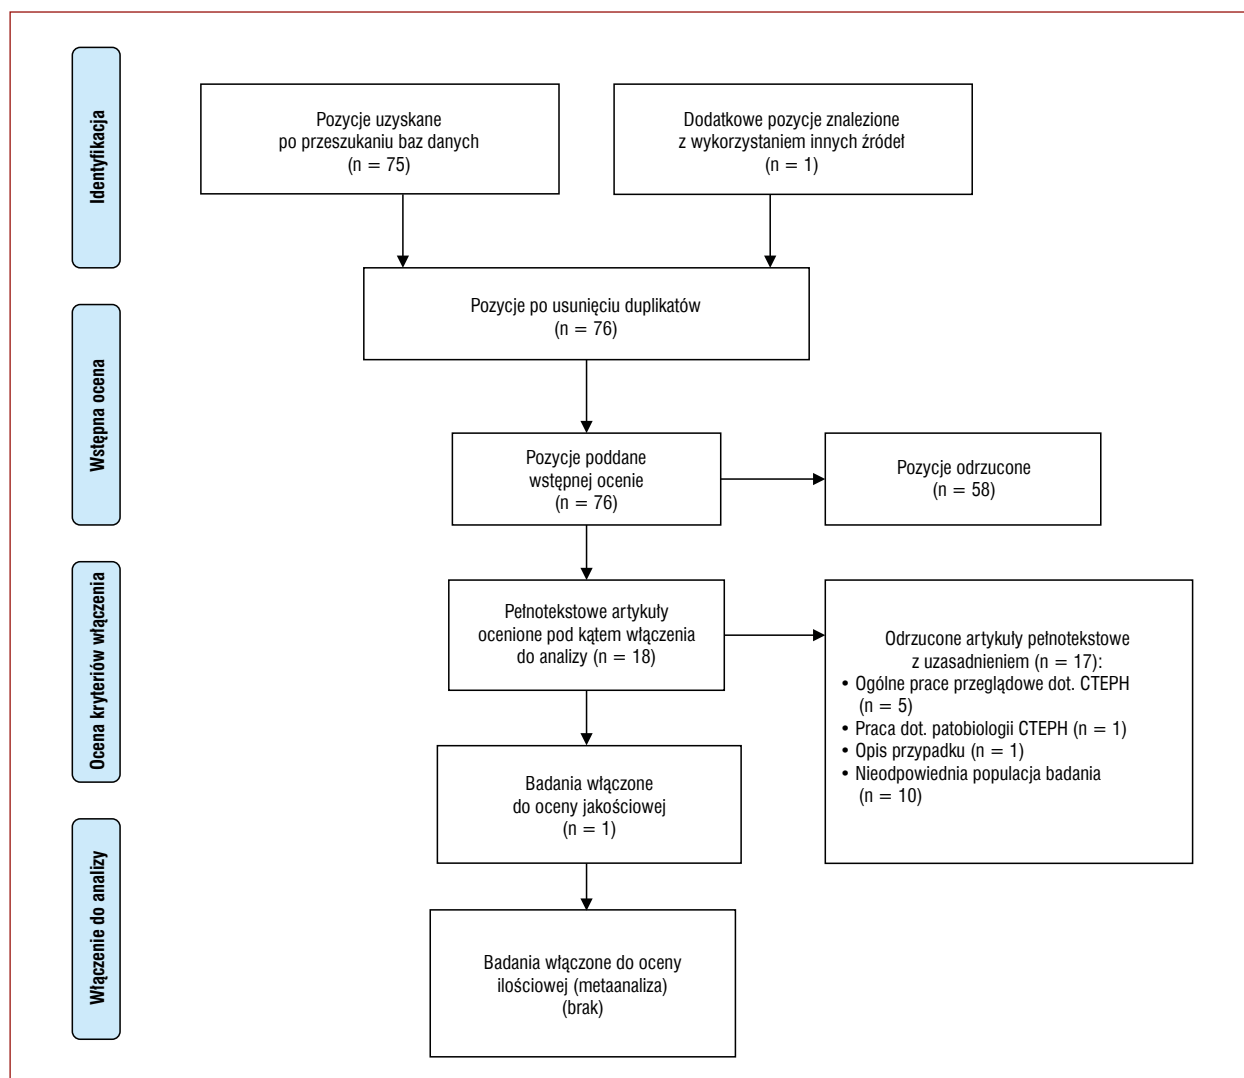 Identyfikacja
Pozycje uzyskane
po przeszukaniu baz danych
(n = 75)
Dodatkowe pozycje znalezione
z wykorzystaniem innych źródeł
(n = 1)
Pozycje po usunięciu duplikatów
(n = 76)
Wstępna ocena
Pozycje poddane
wstępnej ocenie
(n = 76)
Pozycje odrzucone
(n = 58)
Ocena kryteriów włączenia
Pełnotekstowe artykuły
ocenione pod kątem włączenia
do analizy (n = 18)
Odrzucone artykuły pełnotekstowe
z uzasadnieniem (n = 17):
• Ogólne prace przeglądowe dot. CTEPH
(n = 5)
• Praca dot. patobiologii CTEPH (n = 1)
• Opis przypadku (n = 1)
• Nieodpowiednia populacja badania
(n = 10)
Badania włączone
do oceny jakościowej
(n = 1)
Włączenie do analizy
Badania włączone do oceny
ilościowej (metaanaliza)
(brak)